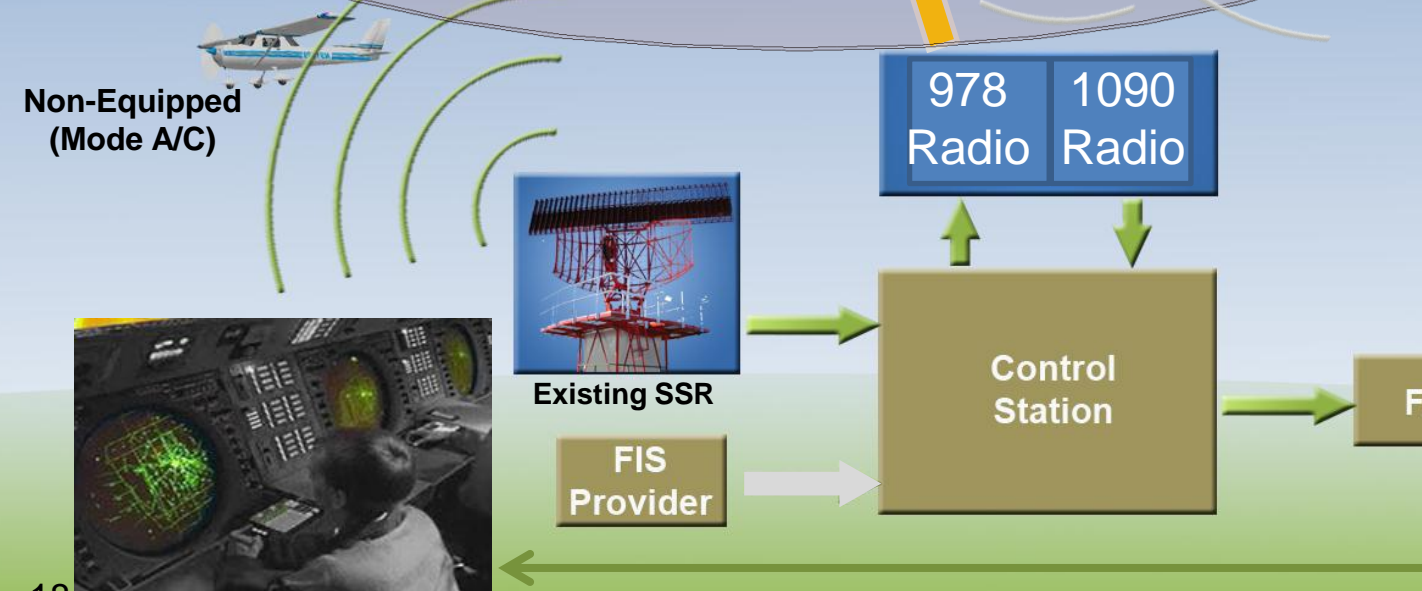 Non-Equipped
(Mode A/C)
978
Radio
1090
Radio
Existing SSR
Control
Station
F
FIS
Provider